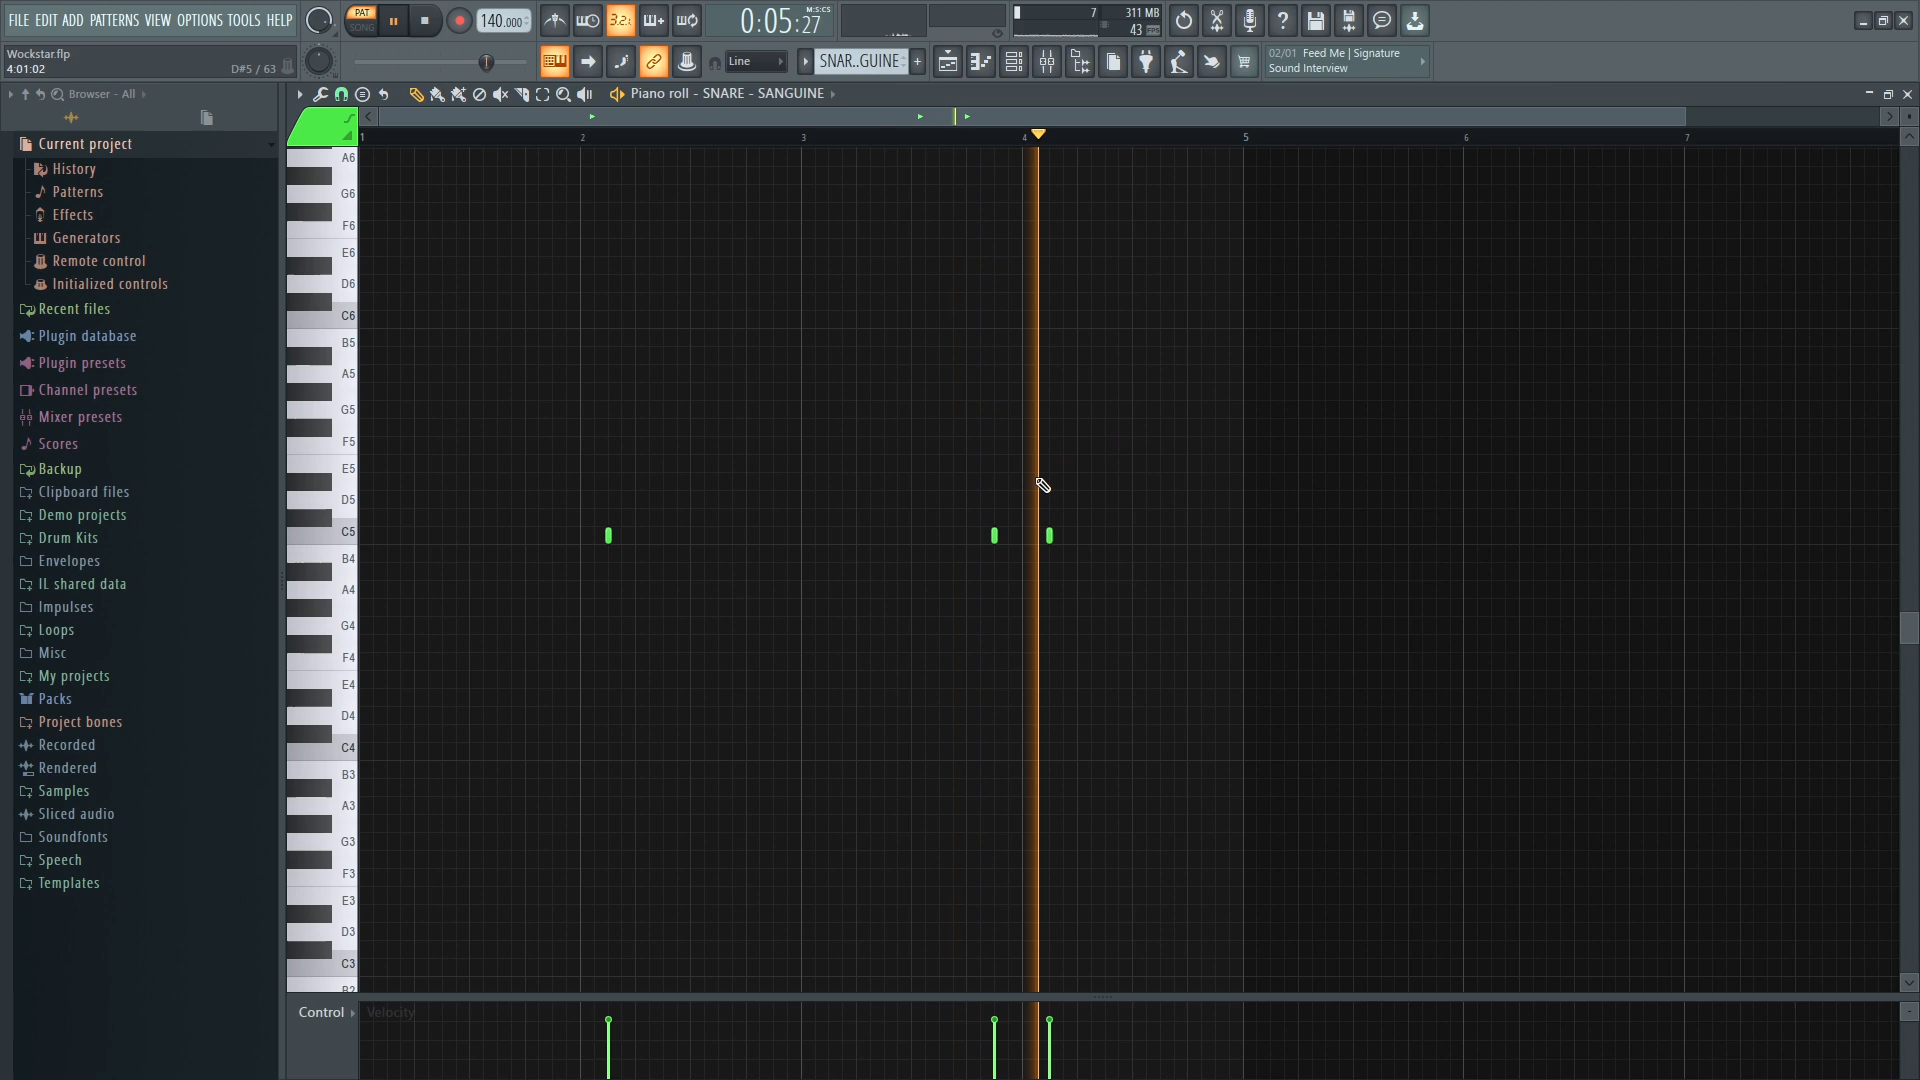 FILE EDIT ADD PATTERNS VIEW OPTIONS TOOLS HELP
PAT
SONG
140.000
3.2.
0:05:27
M:S:CS
7
311 MB
43
Wockstar.flp
4:01:02
D#5 / 63
Line
SNAR..GUINE
02/01 Feed Me | Signature
Sound Interview
Browser - All
Piano roll - SNARE - SANGUINE
Current project
History
Patterns
Effects
Generators
Remote control
Initialized controls
Recent files
Plugin database
Plugin presets
Channel presets
Mixer presets
Scores
Backup
Clipboard files
Demo projects
Drum Kits
Envelopes
IL shared data
Impulses
Loops
Misc
My projects
Packs
Project bones
Recorded
Rendered
Samples
Sliced audio
Soundfonts
Speech
Templates
1 2 3 4 5 6 7
A6
G6
F6
E6
D6
C6
B5
A5
G5
F5
E5
D5
C5
B4
A4
G4
F4
E4
D4
C4
B3
A3
G3
F3
E3
D3
C3
B2
Control
Velocity